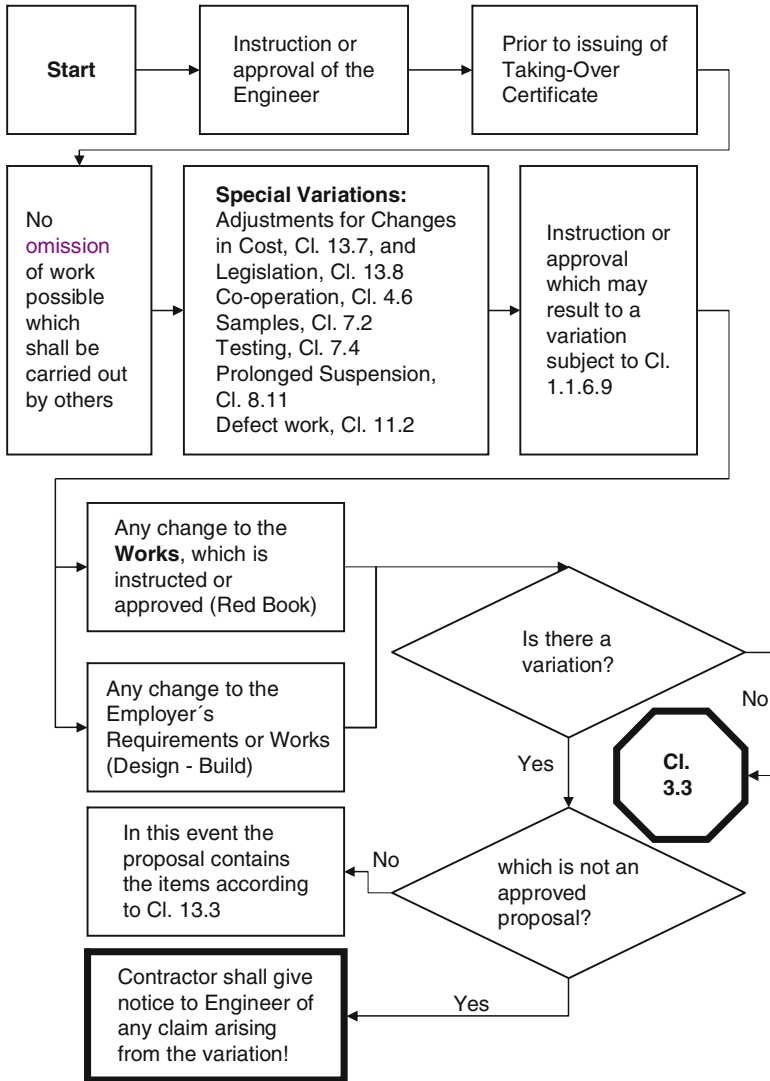 Start
Instruction or
approval of the
Engineer
Prior to issuing of
Taking-Over
Certificate
No
omission
of work
possible
which
shall be
carried out
by others
Special Variations:
Adjustments for Changes
in Cost, Cl. 13.7, and
Legislation, Cl. 13.8
Co-operation, Cl. 4.6
Samples, Cl. 7.2
Testing, Cl. 7.4
Prolonged Suspension,
Cl. 8.11
Defect work, Cl. 11.2
Instruction or
approval
which may
result to a
variation
subject to Cl.
1.1.6.9
Any change to the
Works, which is
instructed or
approved (Red Book)
Any change to the
Employer´s
Requirements or Works
(Design - Build)
Is there a
variation?
No
Cl.
3.3
Yes
which is not an
approved
proposal?
No
In this event the
proposal contains
the items according
to Cl. 13.3
Yes
Contractor shall give
notice to Engineer of
any claim arising
from the variation!